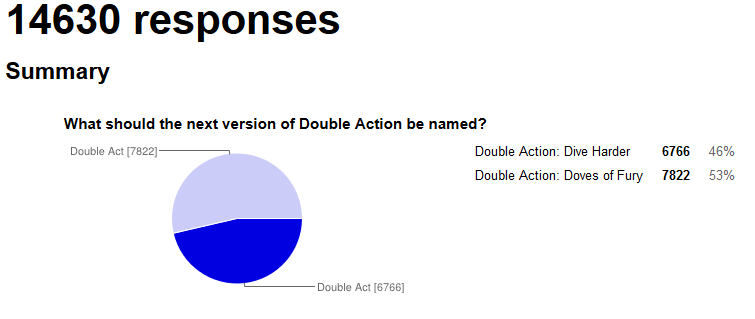 14630 responses
Summary
What should the next version of Double Action be named?
Double Act [7822]
Double Action: Dive Harder 6766 46%
Double Action: Doves of Fury 7822 53%
Double Act [6766]